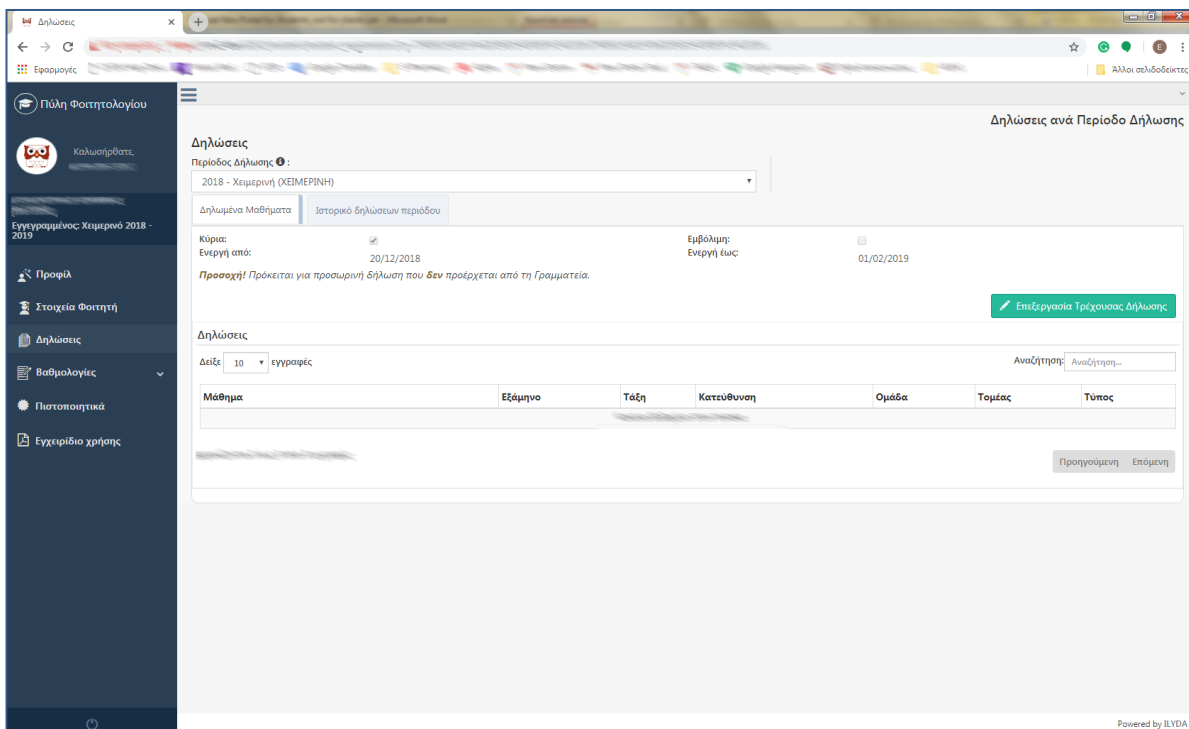 Δηλώσεις
Εφαρμογές
Άλλοι σελιδοδείκτες
Πύλη Φοιτητολογίου
Καλωσήρθατε,
Εγγεγραμμένος: Χειμερινό 2018 -
2019
Προφίλ
Στοιχεία Φοιτητή
Δηλώσεις
Βαθμολογίες
Πιστοποιητικά
Εγχειρίδιο χρήσης
Δηλώσεις ανά Περίοδο Δήλωσης
Δηλώσεις
Περίοδος Δήλωσης :
2018 - Χειμερινή (ΧΕΙΜΕΡΙΝΗ)
Δηλωμένα Μαθήματα Ιστορικό δηλώσεων περιόδου
Κύρια: Εμβόλιμη:
Ενεργή από: 20/12/2018 Ενεργή έως: 01/02/2019
Προσοχή! Πρόκειται για προσωρινή δήλωση που δεν προέρχεται από τη Γραμματεία.
Επεξεργασία Τρέχουσας Δήλωσης
Δηλώσεις
Δείξε 10 εγγραφές Αναζήτηση: Αναζήτηση...
Μάθημα Εξάμηνο Τάξη Κατεύθυνση Ομάδα Τομέας Τύπος
Προηγούμενη Επόμενη
Powered by ILYDA